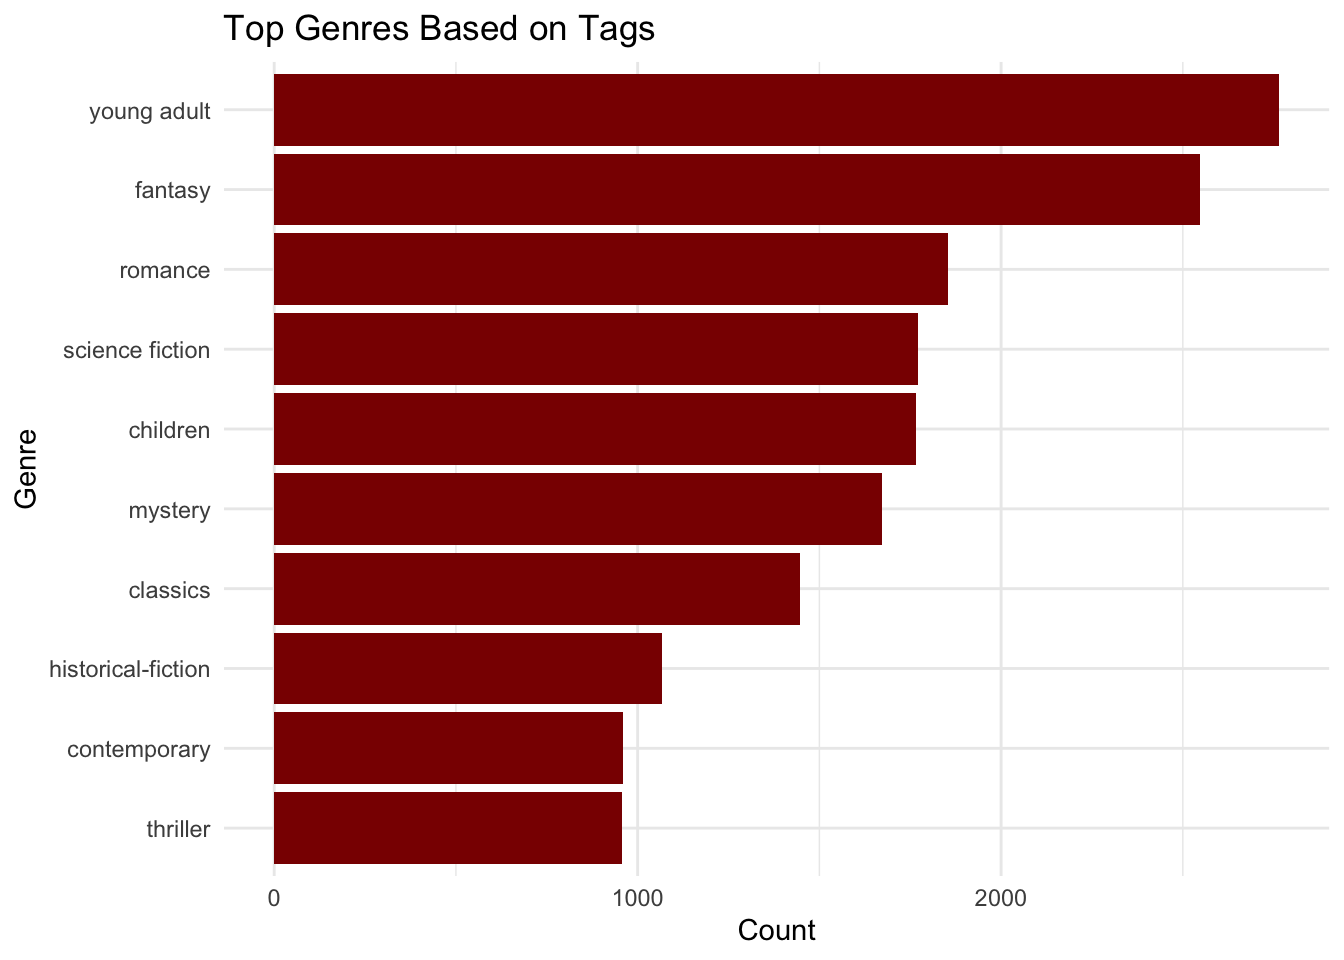 Top Genres Based on Tags
Genre
young adult
fantasy
romance
science fiction
children
mystery
classics
historical-fiction
contemporary
thriller
0 1000 2000
Count